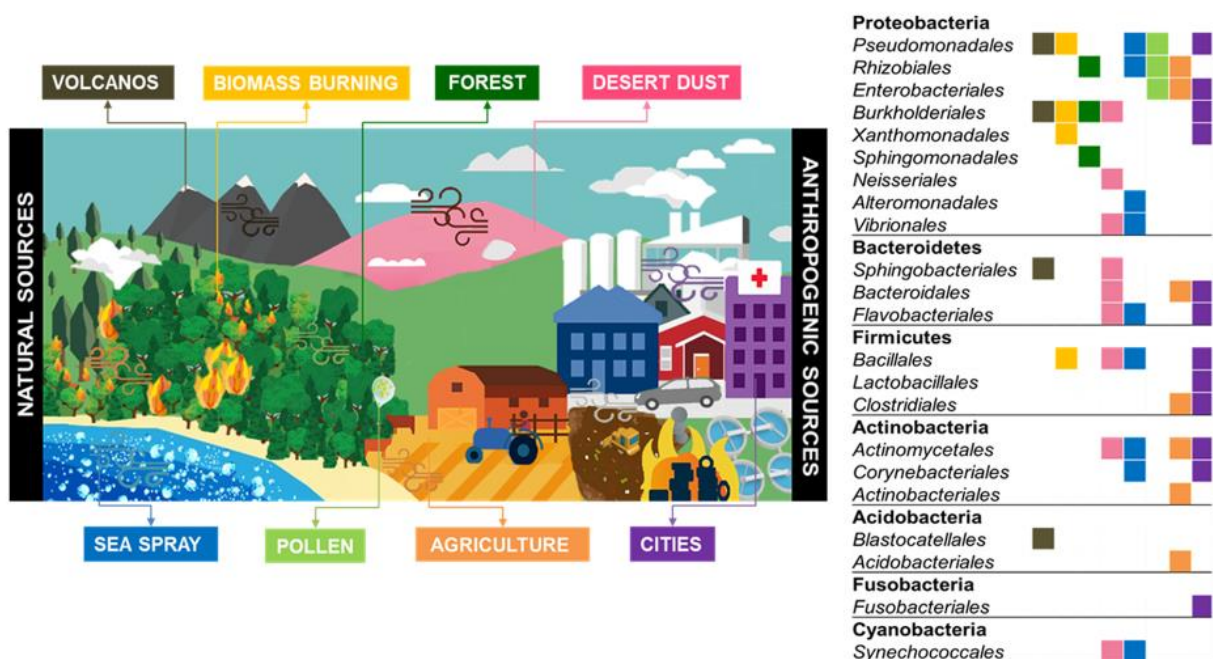 VOLCANOS
BIOMASS BURNING
FOREST
DESERT DUST
NATURAL SOURCES
ANTHROPOGENIC SOURCES
SEA SPRAY
POLLEN
AGRICULTURE
CITIES
Proteobacteria
Pseudomonadales
Rhizobiales
Enterobacteriales
Burkholderiales
Xanthomonadales
Sphingomonadales
Neisseriales
Alteromonadales
Vibrionales
Bacteroidetes
Sphingobacteriales
Bacteroidales
Flavobacteriales
Firmicutes
Bacillales
Lactobacillales
Clostridiales
Actinobacteria
Actinomycetales
Corynebacteriales
Actinobacteriales
Acidobacteria
Blastocatellales
Acidobacteriales
Fusobacteria
Fusobacteriales
Cyanobacteria
Synechococcales